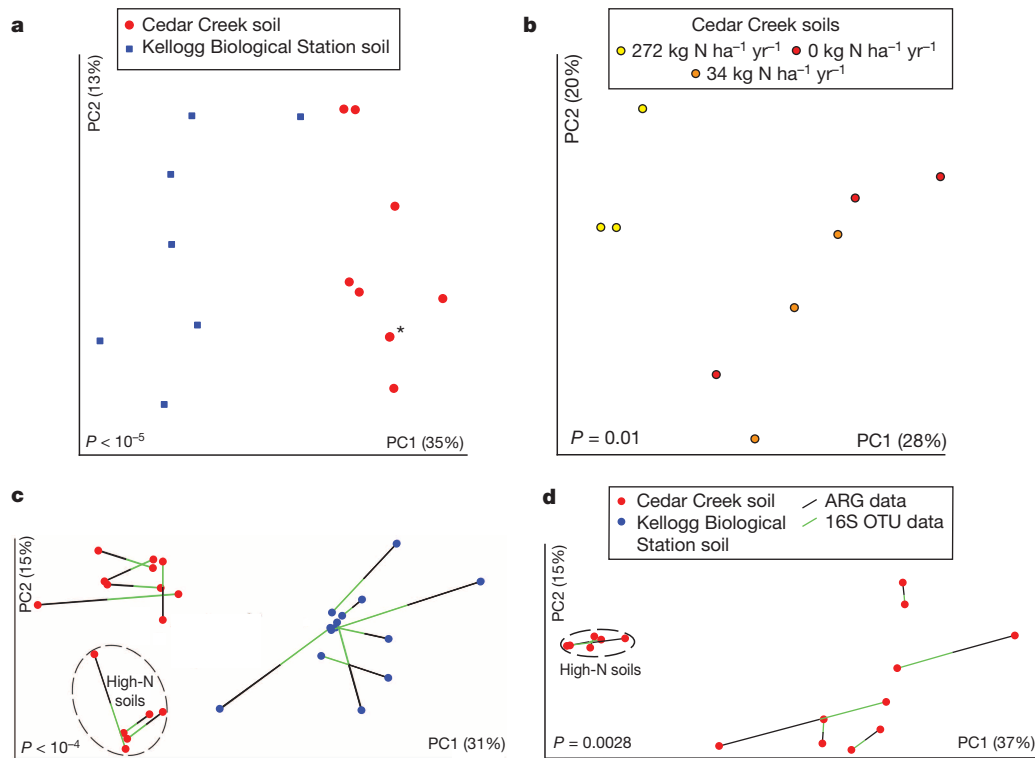 a
Cedar Creek soil
Kellogg Biological Station soil
PC2 (13%)
*
P < 10⁻⁵
PC1 (35%)
b
Cedar Creek soils
272 kg N ha⁻¹ yr⁻¹ 0 kg N ha⁻¹ yr⁻¹
34 kg N ha⁻¹ yr⁻¹
PC2 (20%)
P = 0.01
PC1 (28%)
c
PC2 (15%)
High-N
soils
P < 10⁻⁴
PC1 (31%)
d
Cedar Creek soil ARG data
Kellogg Biological 16S OTU data
Station soil
PC2 (15%)
High-N soils
P = 0.0028
PC1 (37%)